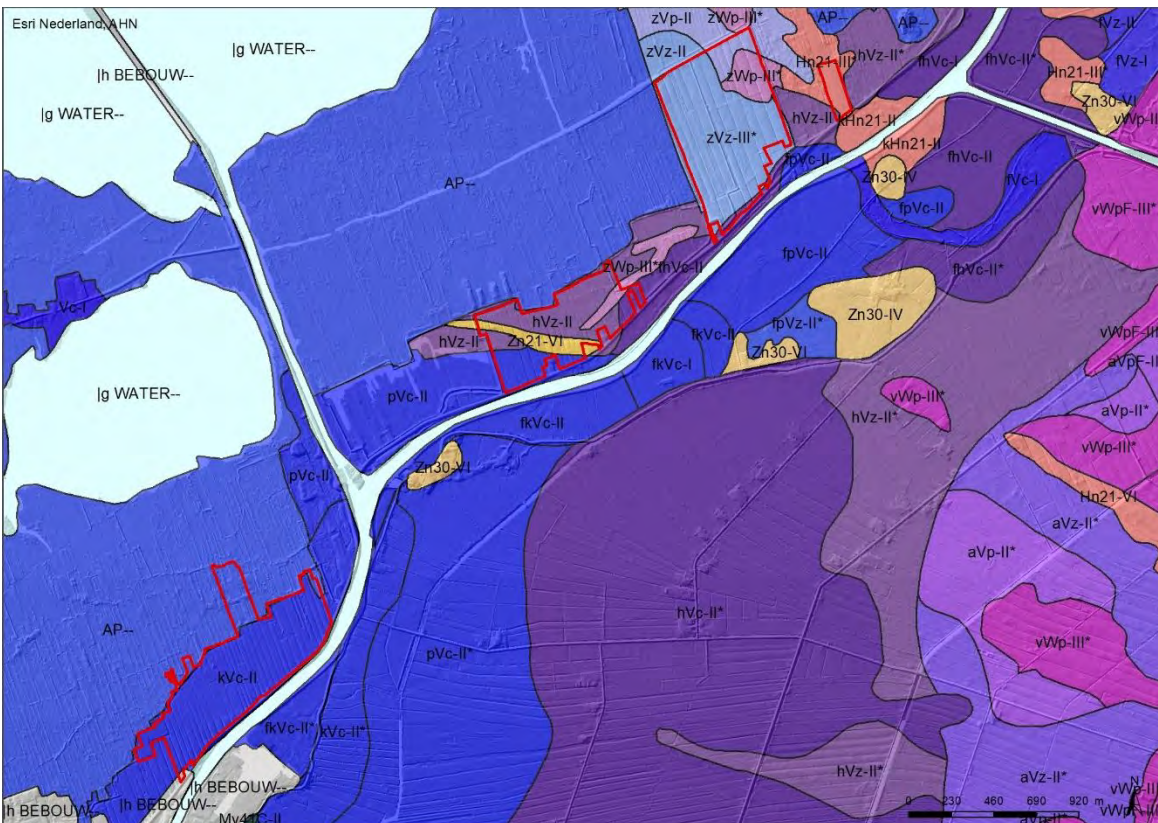 Esri Nederland, AHN
zVp-II
zWp-III*
AP--
AP--
fVz-II
|g WATER--
zVz-II
hVz-II*
fhVc-I
fhVc-II*
fVz-I
|h BEBOUW--
zWp-III*
Hn21-III*
Hn21-III*
Zn30-VI
|g WATER--
hVz-II
kHn21-II
kHn21-II
zVz-III*
fpVc-II
fhVc-II
Zn30-IV
fVc-I
AP--
fpVc-II
vWpF-III*
fpVc-II
zWp-III*
fhVc-II
fhVc-II*
Vc-I
Zn30-IV
hVz-II
fpVz-II*
hVz-II*
Zn21-VI
fkVc-II
Zn30-VI
vWpF-III
fkVc-I
aVpF-II
|g WATER--
pVc-II
vWp-III*
aVp-II*
hVz-II*
fkVc-II
vWp-III*
pVc-II
Zn30-VI
Hn21-VI
aVz-II*
aVp-II*
AP--
hVc-II*
vWp-III*
pVc-II*
kVc-II
fkVc-II*
kVc-II*
hVz-II*
aVz-II*
|h BEBOUW--
|h BEBOUW--
|h BEBOUW--
N
0 230 460 690 920 m